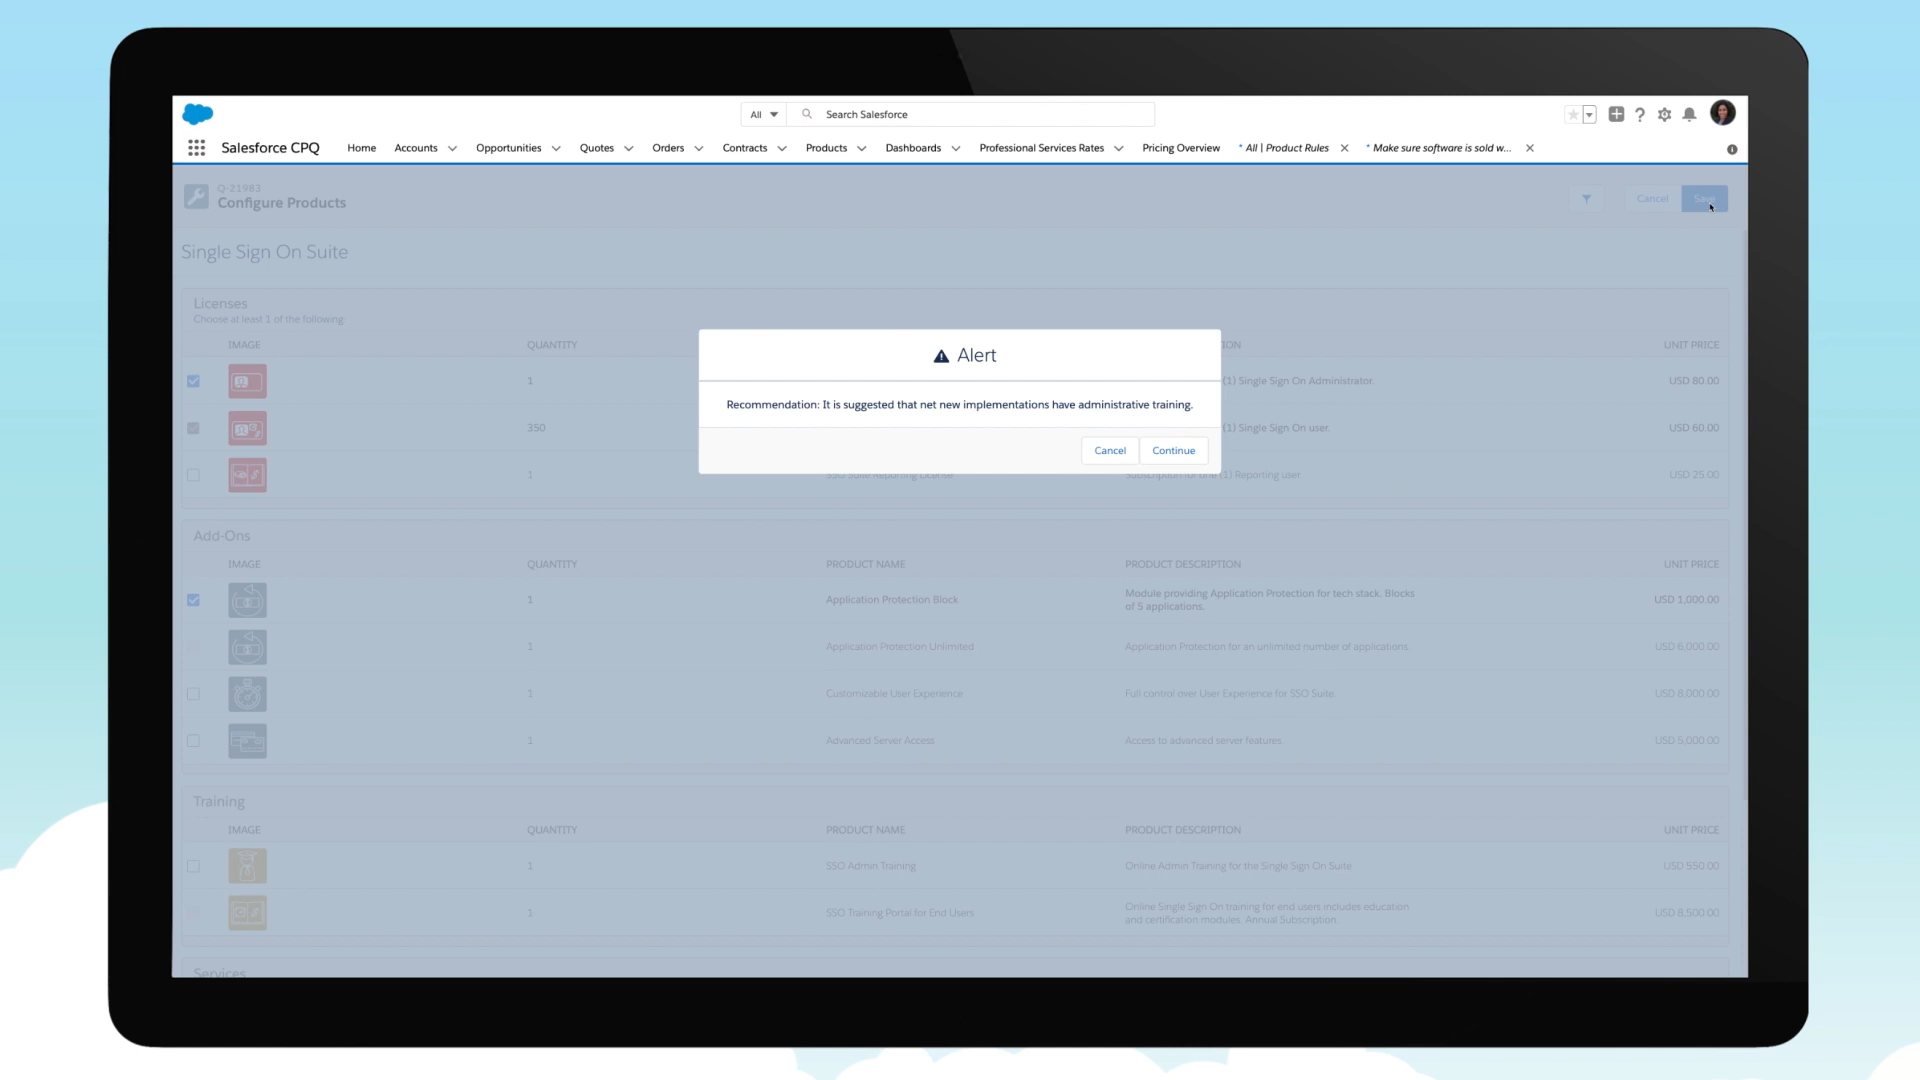 All
Search Salesforce
Salesforce CPQ
Home
Accounts
Opportunities
Quotes
Orders
Contracts
Products
Dashboards
Professional Services Rates
Pricing Overview
* All | Product Rules
* Make sure software is sold w...
Q-21983
Configure Products
Cancel
Save
Single Sign On Suite
Licenses
Choose at least 1 of the following:
IMAGE QUANTITY UNIT PRICE
1 (1) Single Sign On Administrator. USD 80.00
350 (1) Single Sign On user. USD 60.00
1 SSO Suite Reporting License Subscription for one (1) Reporting user. USD 25.00
Alert
Recommendation: It is suggested that net new implementations have administrative training.
Cancel Continue
Add-Ons
IMAGE QUANTITY PRODUCT NAME PRODUCT DESCRIPTION UNIT PRICE
1 Application Protection Block Module providing Application Protection for tech stack. Blocks
of 5 applications. USD 1,000.00
1 Application Protection Unlimited Application Protection for an unlimited number of applications. USD 6,000.00
1 Customizable User Experience Full control over User Experience for SSO Suite. USD 8,000.00
1 Advanced Server Access Access to advanced server features. USD 5,000.00
Training
IMAGE QUANTITY PRODUCT NAME PRODUCT DESCRIPTION UNIT PRICE
1 SSO Admin Training Online Admin Training for the Single Sign On Suite USD 550.00
1 SSO Training Portal for End Users Online Single Sign On training for end users includes education
and certification modules. Annual Subscription USD 8,500.00
Services